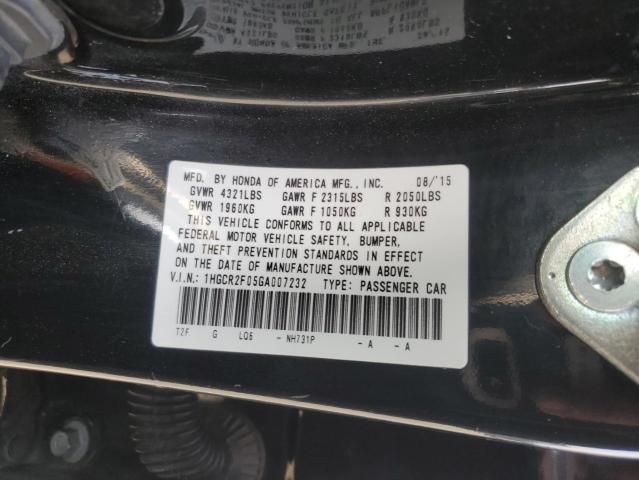 MFD. BY HONDA OF AMERICA MFG., INC. 08/'15
GVWR 4321LBS GAWR F 2315LBS R 2050LBS
GVWR 1960KG GAWR F 1050KG R 930KG
THIS VEHICLE CONFORMS TO ALL APPLICABLE
FEDERAL MOTOR VEHICLE SAFETY, BUMPER,
AND THEFT PREVENTION STANDARDS IN EFFECT
ON THE DATE OF MANUFACTURE SHOWN ABOVE.
V.I.N.: 1HGCR2F05GA007232 TYPE: PASSENGER CAR
T2F G LQ5 - NH731P - A - A